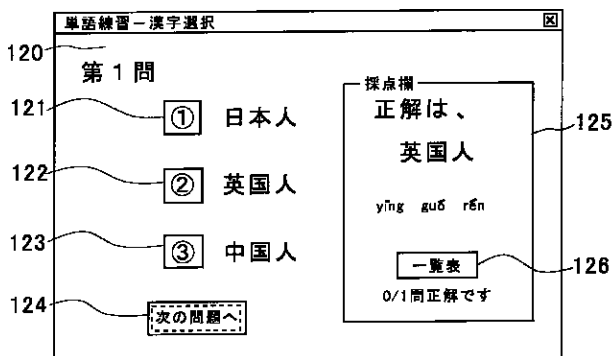 単語練習－漢字選択
120
第1問
121
① 日本人
122
② 英国人
123
③ 中国人
124
次の問題へ
採点欄
125
正解は、
英国人
yīng guó rén
一覧表
126
0/1問正解です